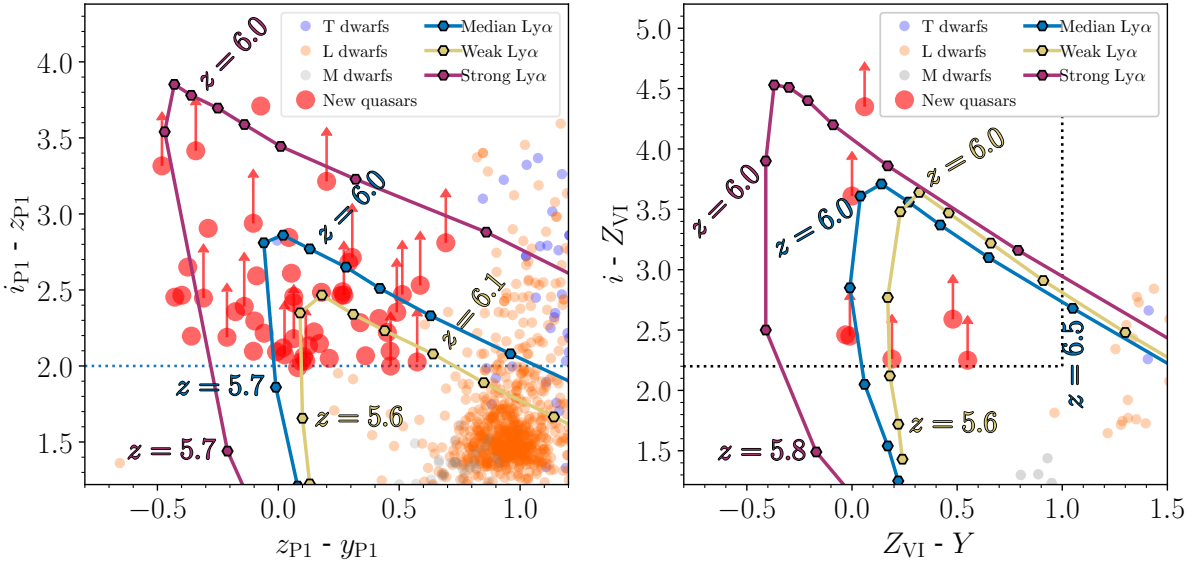 T dwarfs
L dwarfs
M dwarfs
New quasars
Median Lyα
Weak Lyα
Strong Lyα
z = 6.0
z = 6.0
z = 6.1
z = 5.7
z = 5.6
z = 5.7
4.0
3.5
3.0
2.5
2.0
1.5
−0.5
0.0
0.5
1.0
i_P1 - z_P1
z_P1 - y_P1
T dwarfs
L dwarfs
M dwarfs
New quasars
Median Lyα
Weak Lyα
Strong Lyα
z = 6.0
z = 6.0
z = 6.0
z = 6.5
z = 5.6
z = 5.8
5.0
4.5
4.0
3.5
3.0
2.5
2.0
1.5
−0.5
0.0
0.5
1.0
1.5
i - Z_VI
Z_VI - Y